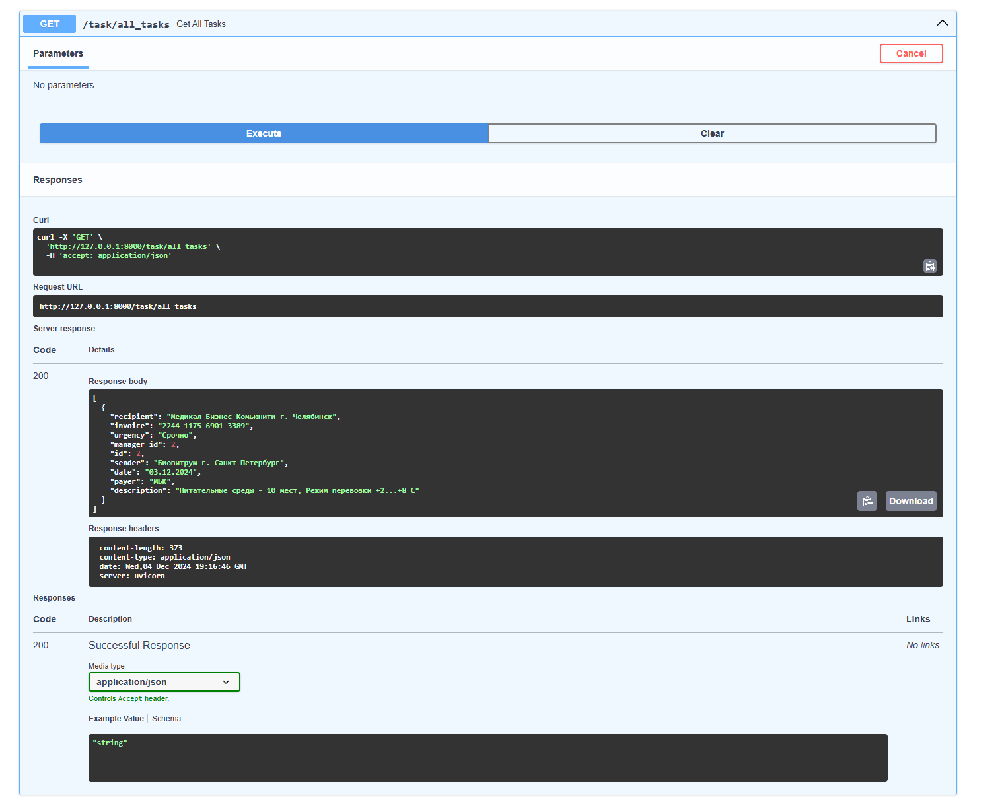 GET /task/all_tasks Get All Tasks
Parameters Cancel
No parameters
Execute Clear
Responses
Curl
curl -X 'GET' \
'http://127.0.0.1:8000/task/all_tasks' \
-H 'accept: application/json'
Request URL
http://127.0.0.1:8000/task/all_tasks
Server response
Code Details
200
Response body
[
{
"recipient": "Медикал Бизнес Комьюнити г. Челябинск",
"invoice": "2244-1175-6901-3389",
"urgency": "Срочно",
"manager_id": 2,
"id": 2,
"sender": "Биовитрум г. Санкт-Петербург",
"date": "03.12.2024",
"payer": "МБК",
"description": "Питательные среды - 10 мест, Режим перевозки +2...+8 С"
}
]
Download
Response headers
content-length: 373
content-type: application/json
date: Wed,04 Dec 2024 19:16:46 GMT
server: uvicorn
Responses
Code Description Links
200 Successful Response No links
Media type
application/json
Controls Accept header.
Example Value Schema
"string"